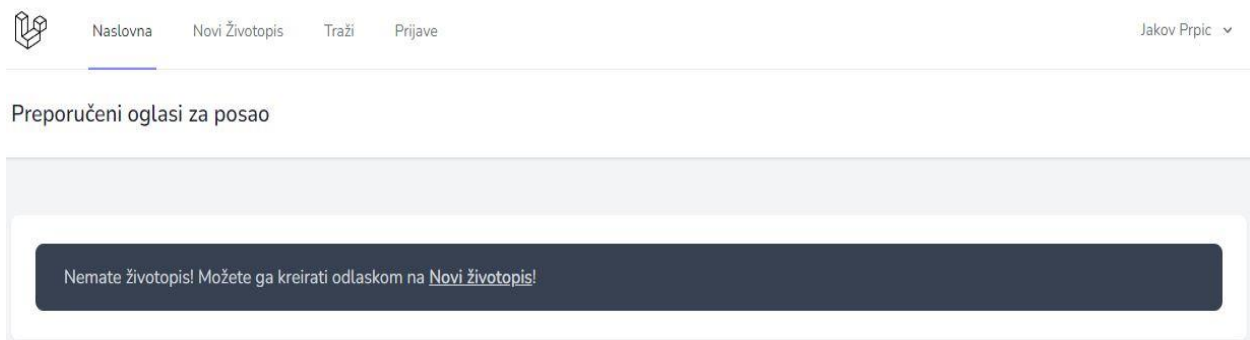 Naslovna Novi Životopis Traži Prijave Jakov Prpic
Preporučeni oglasi za posao
Nemate životopis! Možete ga kreirati odlaskom na Novi životopis!